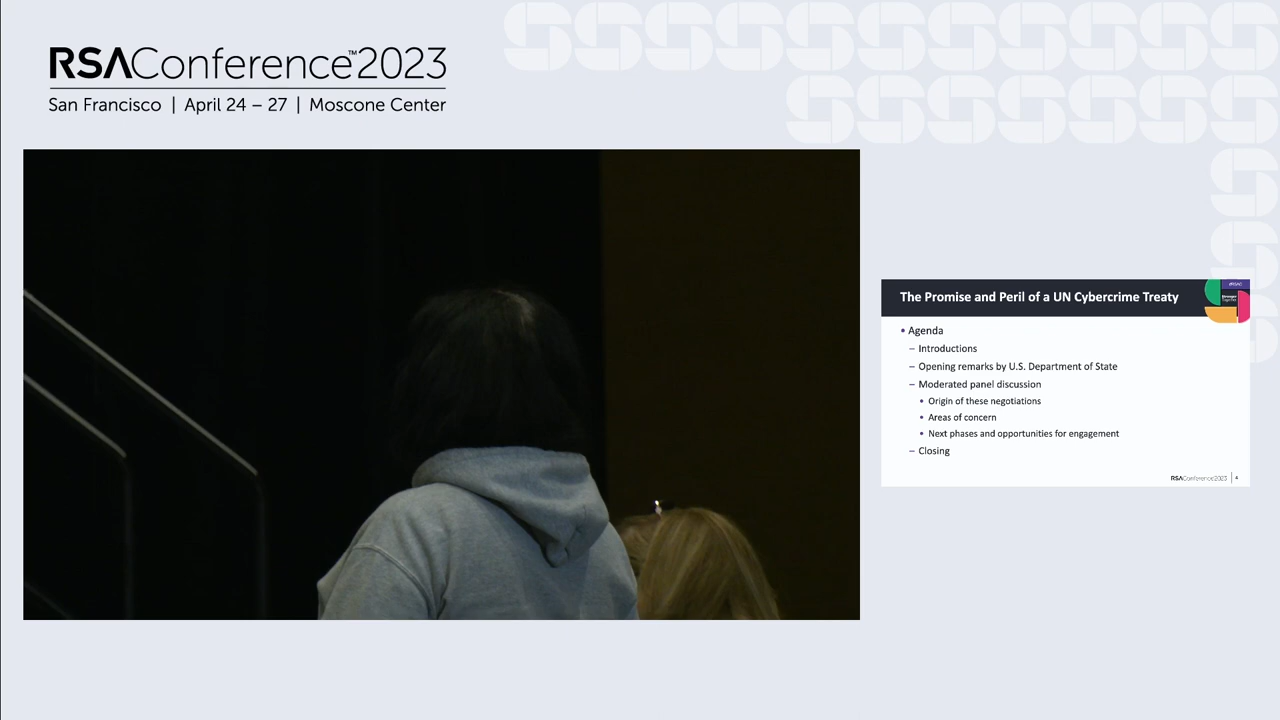 RSAConference™2023
San Francisco | April 24 – 27 | Moscone Center
The Promise and Peril of a UN Cybercrime Treaty
• Agenda
– Introductions
– Opening remarks by U.S. Department of State
– Moderated panel discussion
• Origin of these negotiations
• Areas of concern
• Next phases and opportunities for engagement
– Closing
RSAConference2023 | 4